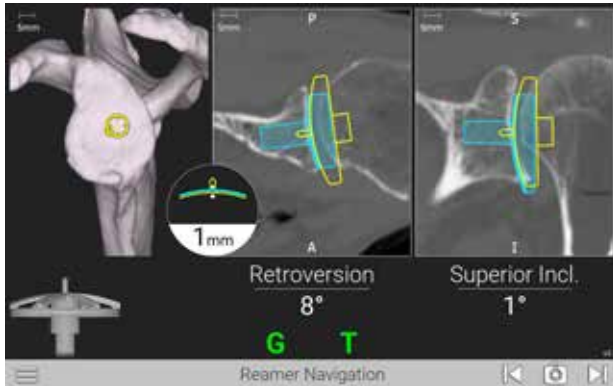 5mm
P
5mm
S
5mm
1mm
A
I
Retroversion
8°
Superior Incl.
1°
G T
Reamer Navigation